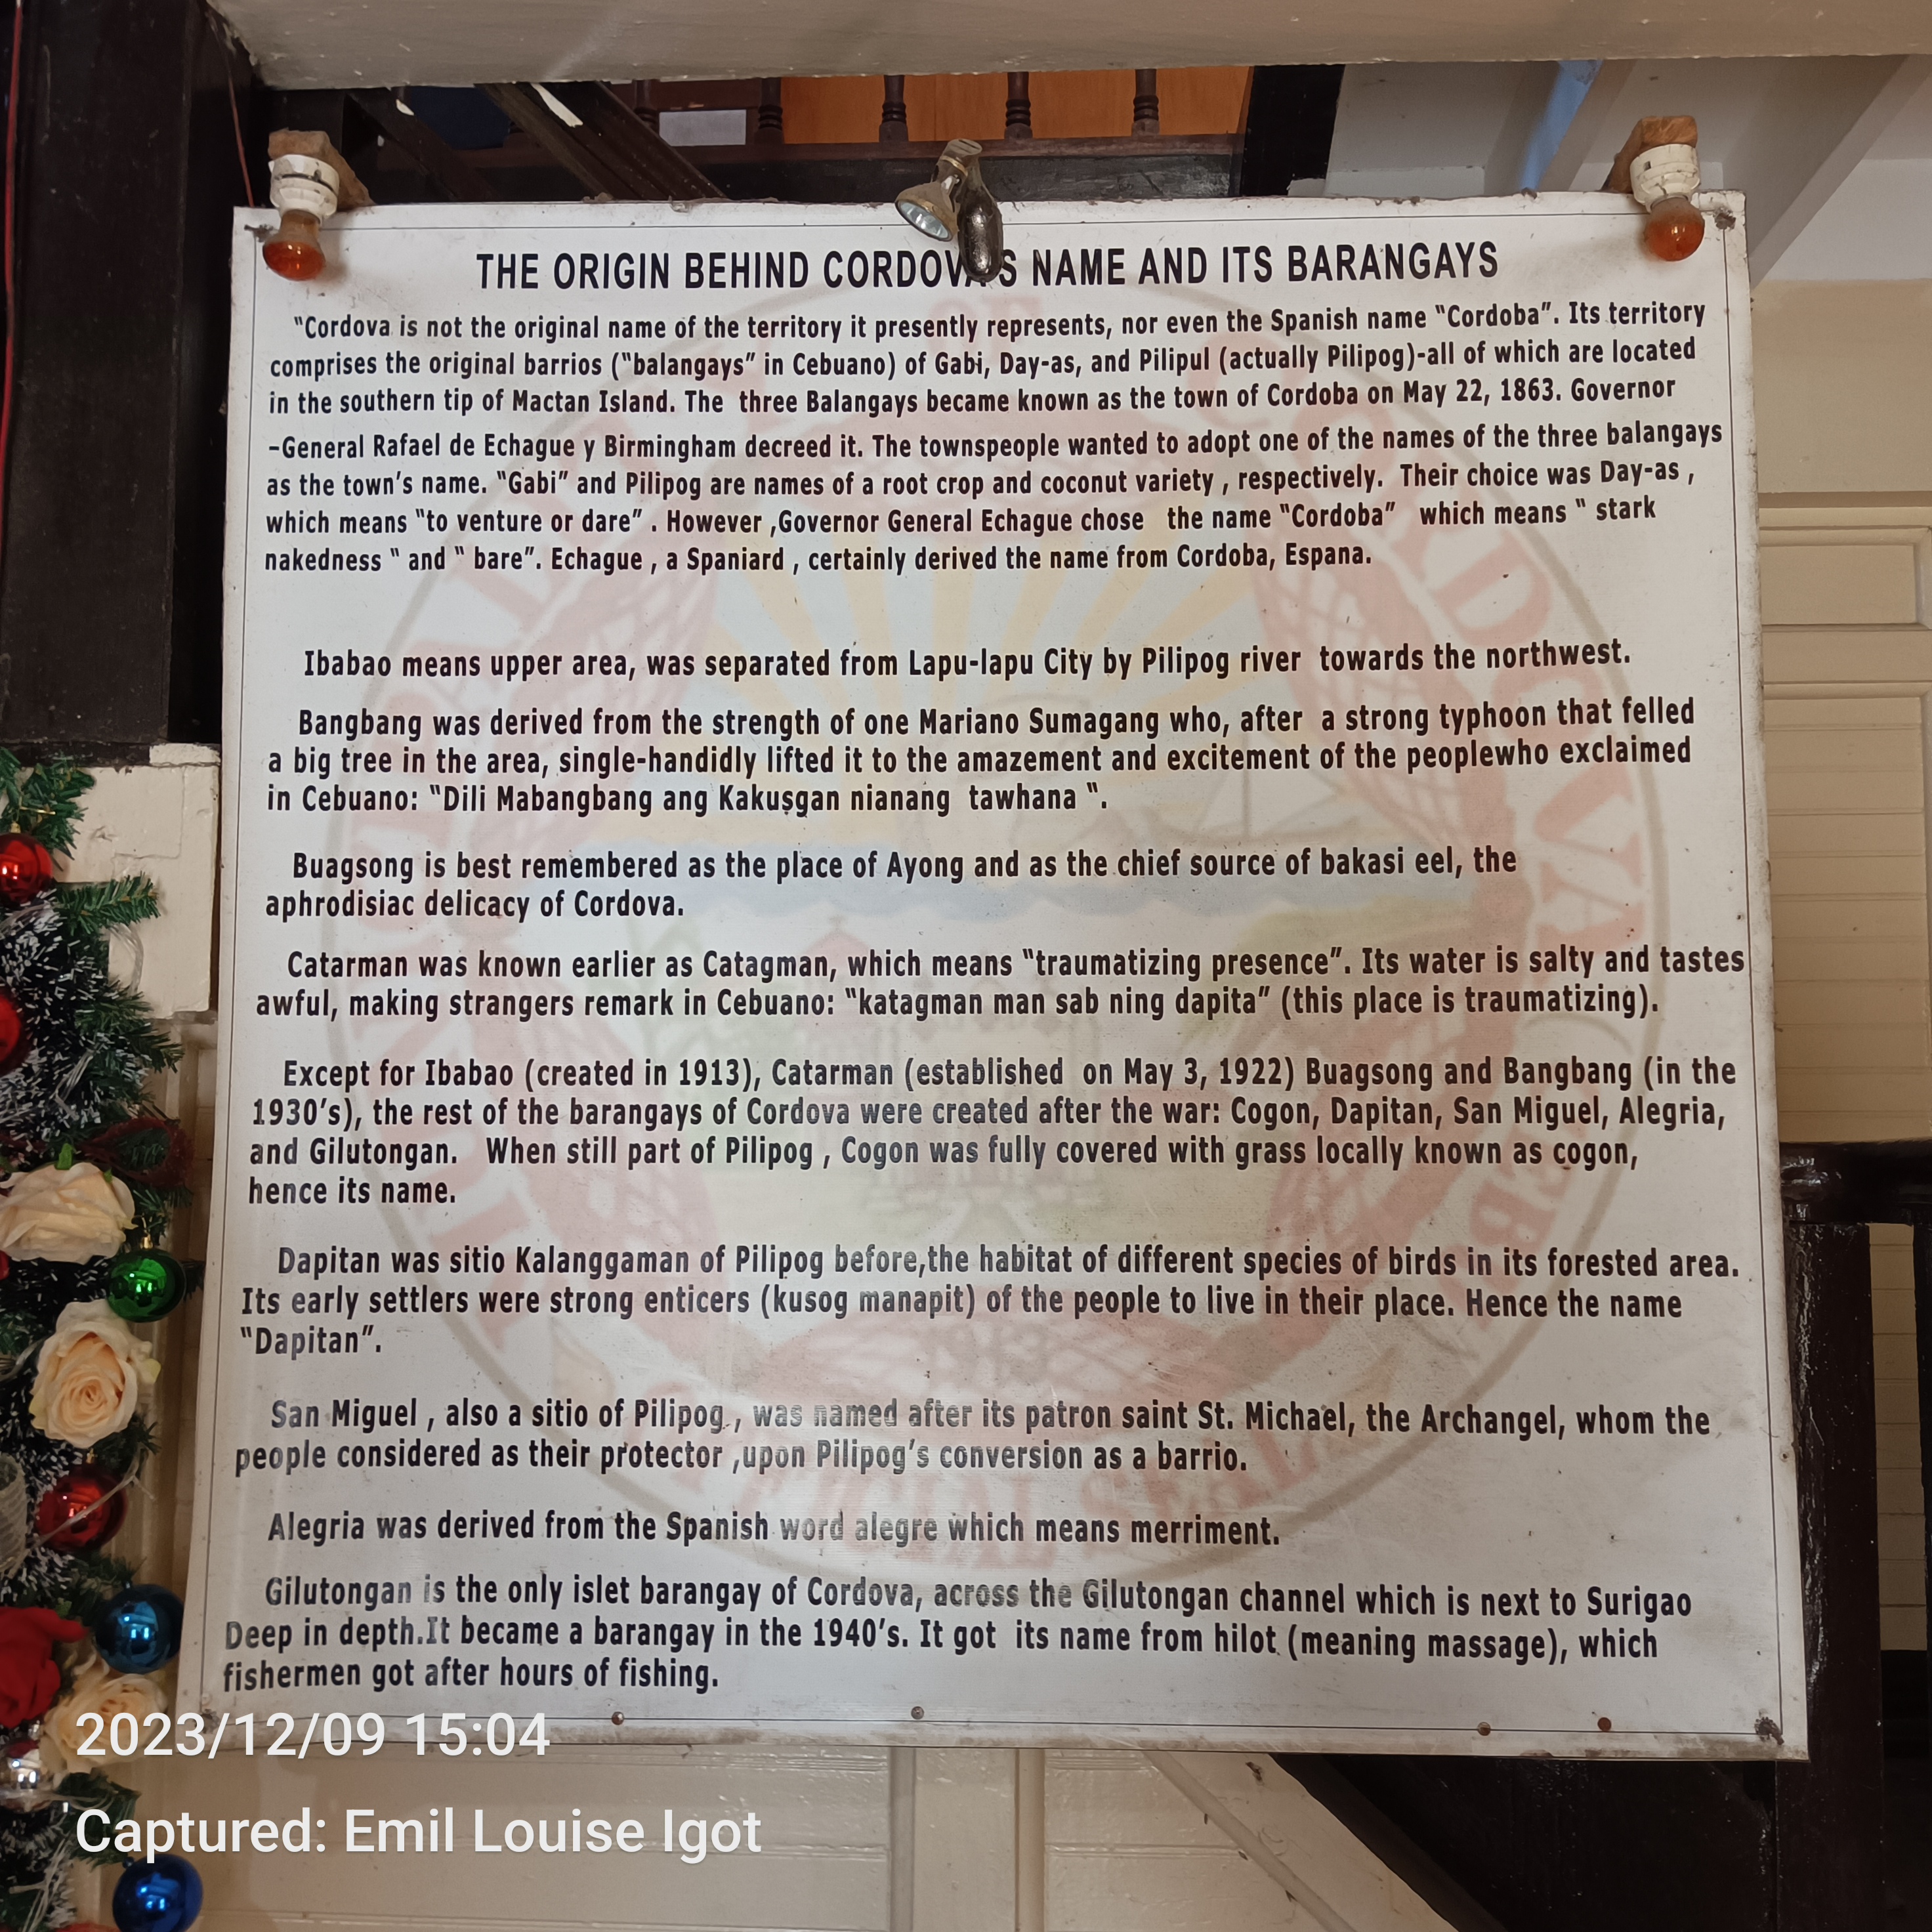 THE ORIGIN BEHIND CORDOVA'S NAME AND ITS BARANGAYS
"Cordova is not the original name of the territory it presently represents, nor even the Spanish name "Cordoba". Its territory
comprises the original barrios ("balangays" in Cebuano) of Gabi, Day-as, and Pilipul (actually Pilipog)-all of which are located
in the southern tip of Mactan Island. The three Balangays became known as the town of Cordoba on May 22, 1863. Governor
-General Rafael de Echague y Birmingham decreed it. The townspeople wanted to adopt one of the names of the three balangays
as the town's name. "Gabi" and Pilipog are names of a root crop and coconut variety , respectively. Their choice was Day-as ,
which means "to venture or dare" . However ,Governor General Echague chose the name "Cordoba" which means " stark
nakedness " and " bare". Echague , a Spaniard , certainly derived the name from Cordoba, Espana.
Ibabao means upper area, was separated from Lapu-lapu City by Pilipog river towards the northwest.
Bangbang was derived from the strength of one Mariano Sumagang who, after a strong typhoon that felled
a big tree in the area, single-handidly lifted it to the amazement and excitement of the peoplewho exclaimed
in Cebuano: "Dili Mabangbang ang Kakusgan nianang tawhana ".
Buagsong is best remembered as the place of Ayong and as the chief source of bakasi eel, the
aphrodisiac delicacy of Cordova.
Catarman was known earlier as Catagman, which means "traumatizing presence". Its water is salty and tastes
awful, making strangers remark in Cebuano: "katagman man sab ning dapita" (this place is traumatizing).
Except for Ibabao (created in 1913), Catarman (established on May 3, 1922) Buagsong and Bangbang (in the
1930's), the rest of the barangays of Cordova were created after the war: Cogon, Dapitan, San Miguel, Alegria,
and Gilutongan. When still part of Pilipog , Cogon was fully covered with grass locally known as cogon,
hence its name.
Dapitan was sitio Kalanggaman of Pilipog before,the habitat of different species of birds in its forested area.
Its early settlers were strong enticers (kusog manapit) of the people to live in their place. Hence the name
"Dapitan".
San Miguel , also a sitio of Pilipog , was named after its patron saint St. Michael, the Archangel, whom the
people considered as their protector ,upon Pilipog's conversion as a barrio.
Alegria was derived from the Spanish word alegre which means merriment.
Gilutongan is the only islet barangay of Cordova, across the Gilutongan channel which is next to Surigao
Deep in depth.It became a barangay in the 1940's. It got its name from hilot (meaning massage), which
fishermen got after hours of fishing.
2023/12/09 15:04
Captured: Emil Louise Igot